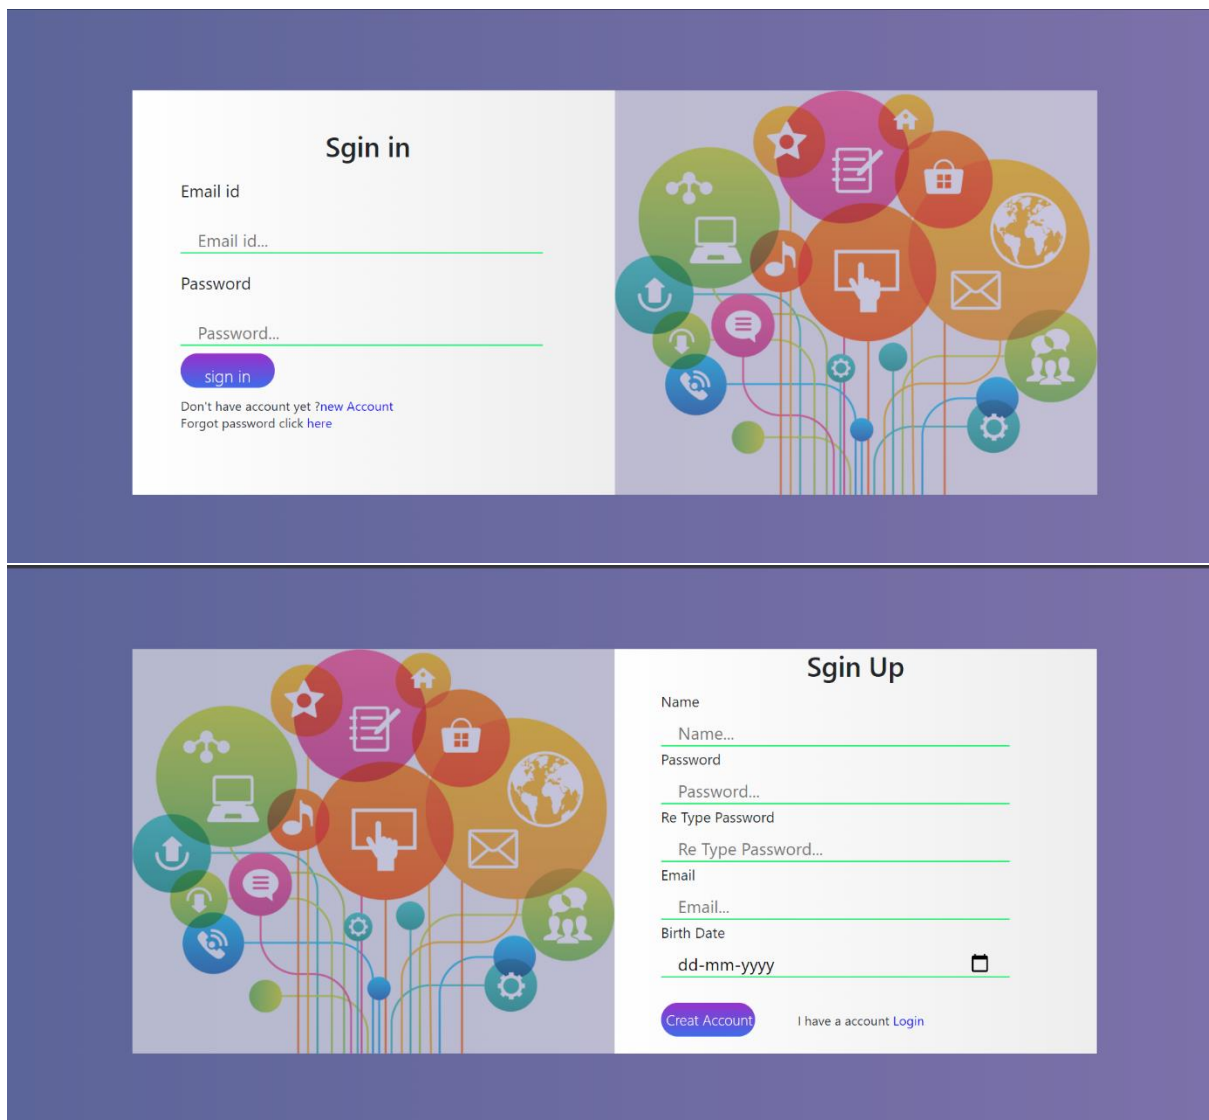 Sgin in
Email id
Email id...
Password
Password...
sign in
Don't have account yet ?new Account
Forgot password click here
Sgin Up
Name
Name...
Password
Password...
Re Type Password
Re Type Password...
Email
Email...
Birth Date
dd-mm-yyyy
Creat Account I have a account Login